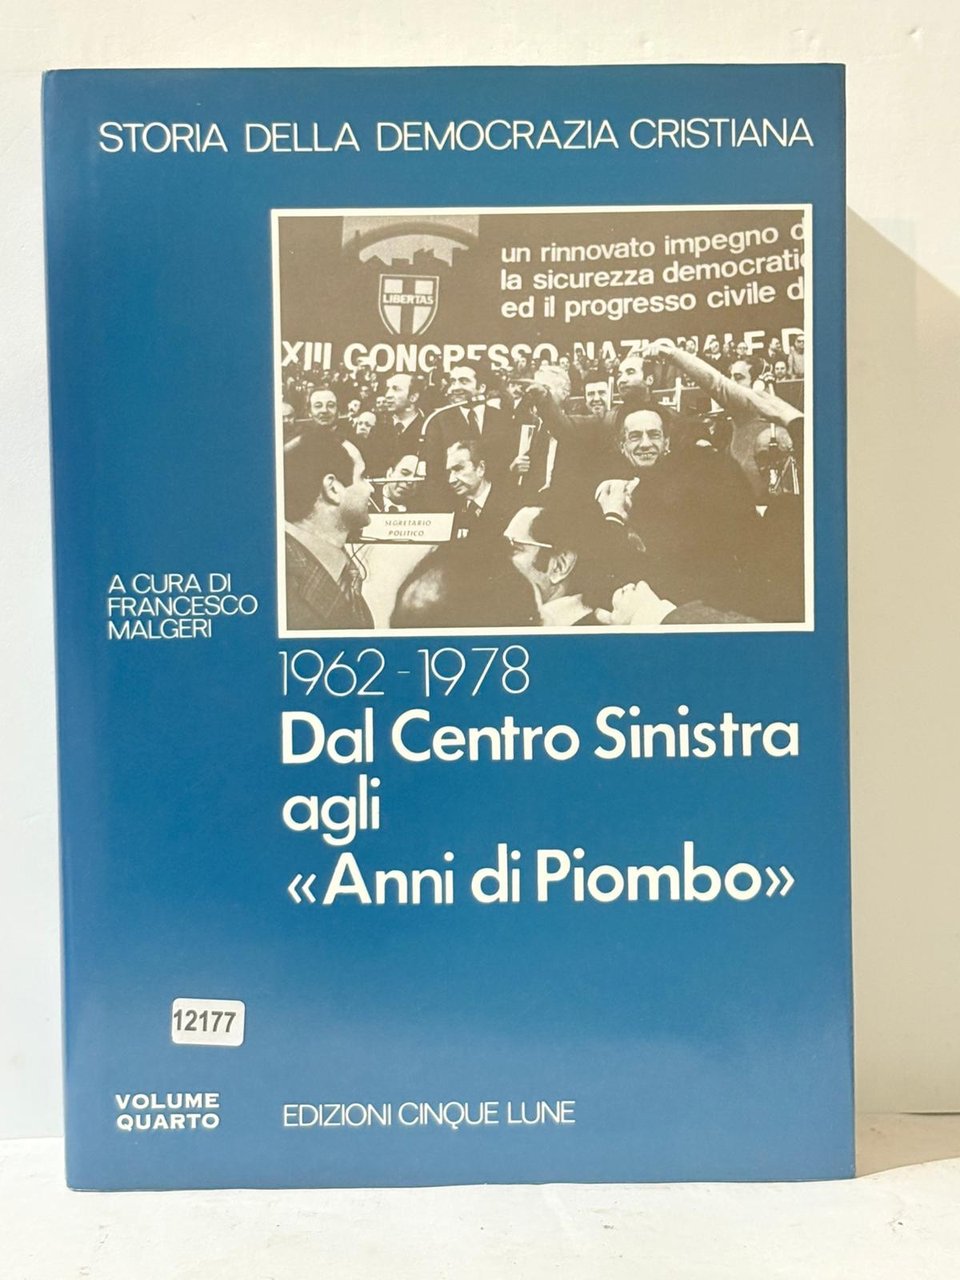 STORIA DELLA DEMOCRAZIA CRISTIANA
un rinnovato impegno d
la sicurezza democrati
ed il progresso civile d
LIBERTAS
XIII CONGRESSO NAZIONALE D
SEGRETARIO
POLITICO
A CURA DI
FRANCESCO
MALGERI
1962-1978
Dal Centro Sinistra
agli
«Anni di Piombo»
12177
VOLUME
QUARTO
EDIZIONI CINQUE LUNE